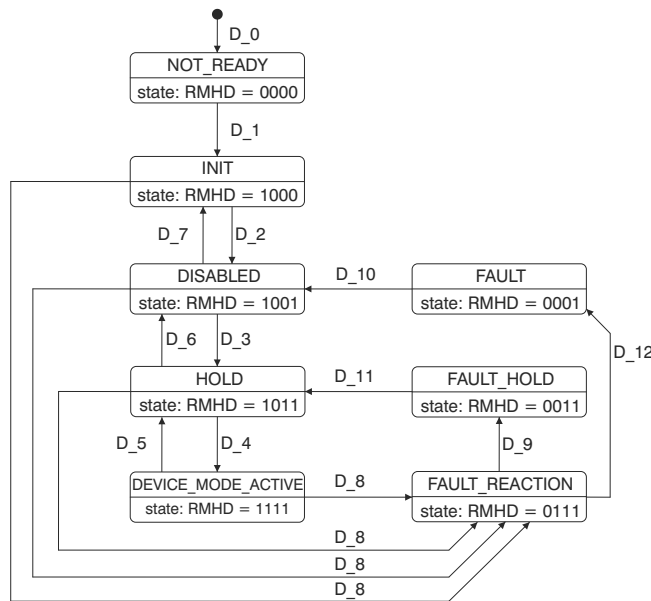 D_0
NOT_READY
state: RMHD = 0000
D_1
INIT
state: RMHD = 1000
D_7
D_2
DISABLED
state: RMHD = 1001
D_10
FAULT
state: RMHD = 0001
D_6
D_3
D_12
HOLD
state: RMHD = 1011
D_11
FAULT_HOLD
state: RMHD = 0011
D_5
D_4
D_9
DEVICE_MODE_ACTIVE
state: RMHD = 1111
D_8
FAULT_REACTION
state: RMHD = 0111
D_8
D_8
D_8